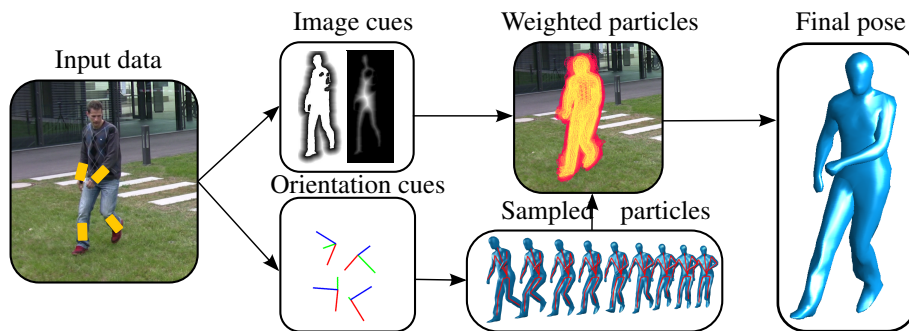 Input data
Image cues
Weighted particles
Final pose
Orientation cues
Sampled particles